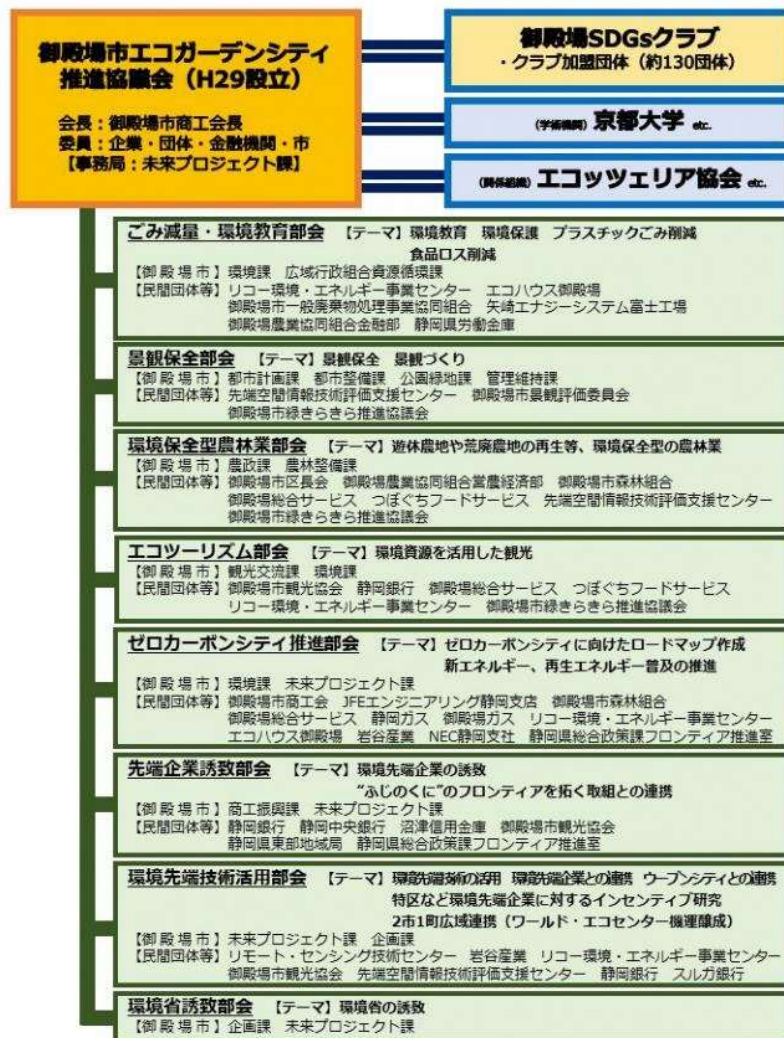 御殿場市エコガーデンシティ
推進協議会（H29設立）
会長：御殿場市商工会長
委員：企業・団体・金融機関・市
【事務局：未来プロジェクト課】
御殿場SDGsクラブ
・クラブ加盟団体（約130団体）
（学術機関）京都大学 etc.
（関係組織）エコッツェリア協会 etc.
ごみ減量・環境教育部会 【テーマ】環境教育 環境保護 プラスチックごみ削減
食品ロス削減
【御殿場市】環境課 広域行政組合資源循環課
【民間団体等】リコー環境・エネルギー事業センター エコハウス御殿場
御殿場市一般廃棄物処理事業協同組合 矢崎エナジーシステム富士工場
御殿場農業協同組合金融部 静岡県労働金庫
景観保全部会 【テーマ】景観保全 景観づくり
【御殿場市】都市計画課 都市整備課 公園緑地課 管理維持課
【民間団体等】先端空間情報技術評価支援センター 御殿場市景観評価委員会
御殿場市緑きらきら推進協議会
環境保全型農林業部会 【テーマ】遊休農地や荒廃農地の再生等、環境保全型の農林業
【御殿場市】農政課 農林整備課
【民間団体等】御殿場市区長会 御殿場農業協同組合営農経済部 御殿場市森林組合
御殿場総合サービス つぼぐちフードサービス 先端空間情報技術評価支援センター
御殿場市緑きらきら推進協議会
エコツーリズム部会 【テーマ】環境資源を活用した観光
【御殿場市】観光交流課 環境課
【民間団体等】御殿場市観光協会 静岡銀行 御殿場総合サービス つぼぐちフードサービス
リコー環境・エネルギー事業センター 御殿場市緑きらきら推進協議会
ゼロカーボンシティ推進部会 【テーマ】ゼロカーボンシティに向けたロードマップ作成
新エネルギー、再生エネルギー普及の推進
【御殿場市】環境課 未来プロジェクト課
【民間団体等】御殿場市商工会 JFEエンジニアリング静岡支店 御殿場市森林組合
御殿場総合サービス 静岡ガス 御殿場ガス リコー環境・エネルギー事業センター
エコハウス御殿場 岩谷産業 NEC静岡支社 静岡県総合政策課フロンティア推進室
先端企業誘致部会 【テーマ】環境先端企業の誘致
“ふじのくに”のフロンティアを拓く取組との連携
【御殿場市】商工振興課 未来プロジェクト課
【民間団体等】静岡銀行 静岡中央銀行 沼津信用金庫 御殿場市観光協会
静岡県東部地域局 静岡県総合政策課フロンティア推進室
環境先端技術活用部会 【テーマ】環境先端技術の活用 環境先端企業との連携 ウーブンシティとの連携
特区など環境先端企業に対するインセンティブ研究
2市1町広域連携（ワールド・エコセンター機運醸成）
【御殿場市】未来プロジェクト課 企画課
【民間団体等】リモート・センシング技術センター 岩谷産業 リコー環境・エネルギー事業センター
御殿場市観光協会 先端空間情報技術評価支援センター 静岡銀行 スルガ銀行
環境省誘致部会 【テーマ】環境省の誘致
【御殿場市】企画課 未来プロジェクト課